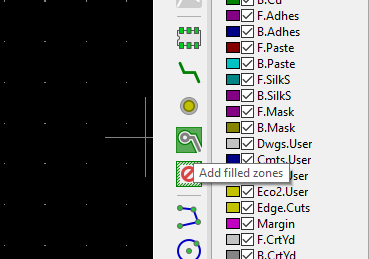 B.Cu
F.Adhes
B.Adhes
F.Paste
B.Paste
F.SilkS
B.SilkS
F.Mask
B.Mask
Dwgs.User
Cmts.User
Add filled zones
User
Eco2.User
Edge.Cuts
Margin
F.CrtYd
B.CrtYd